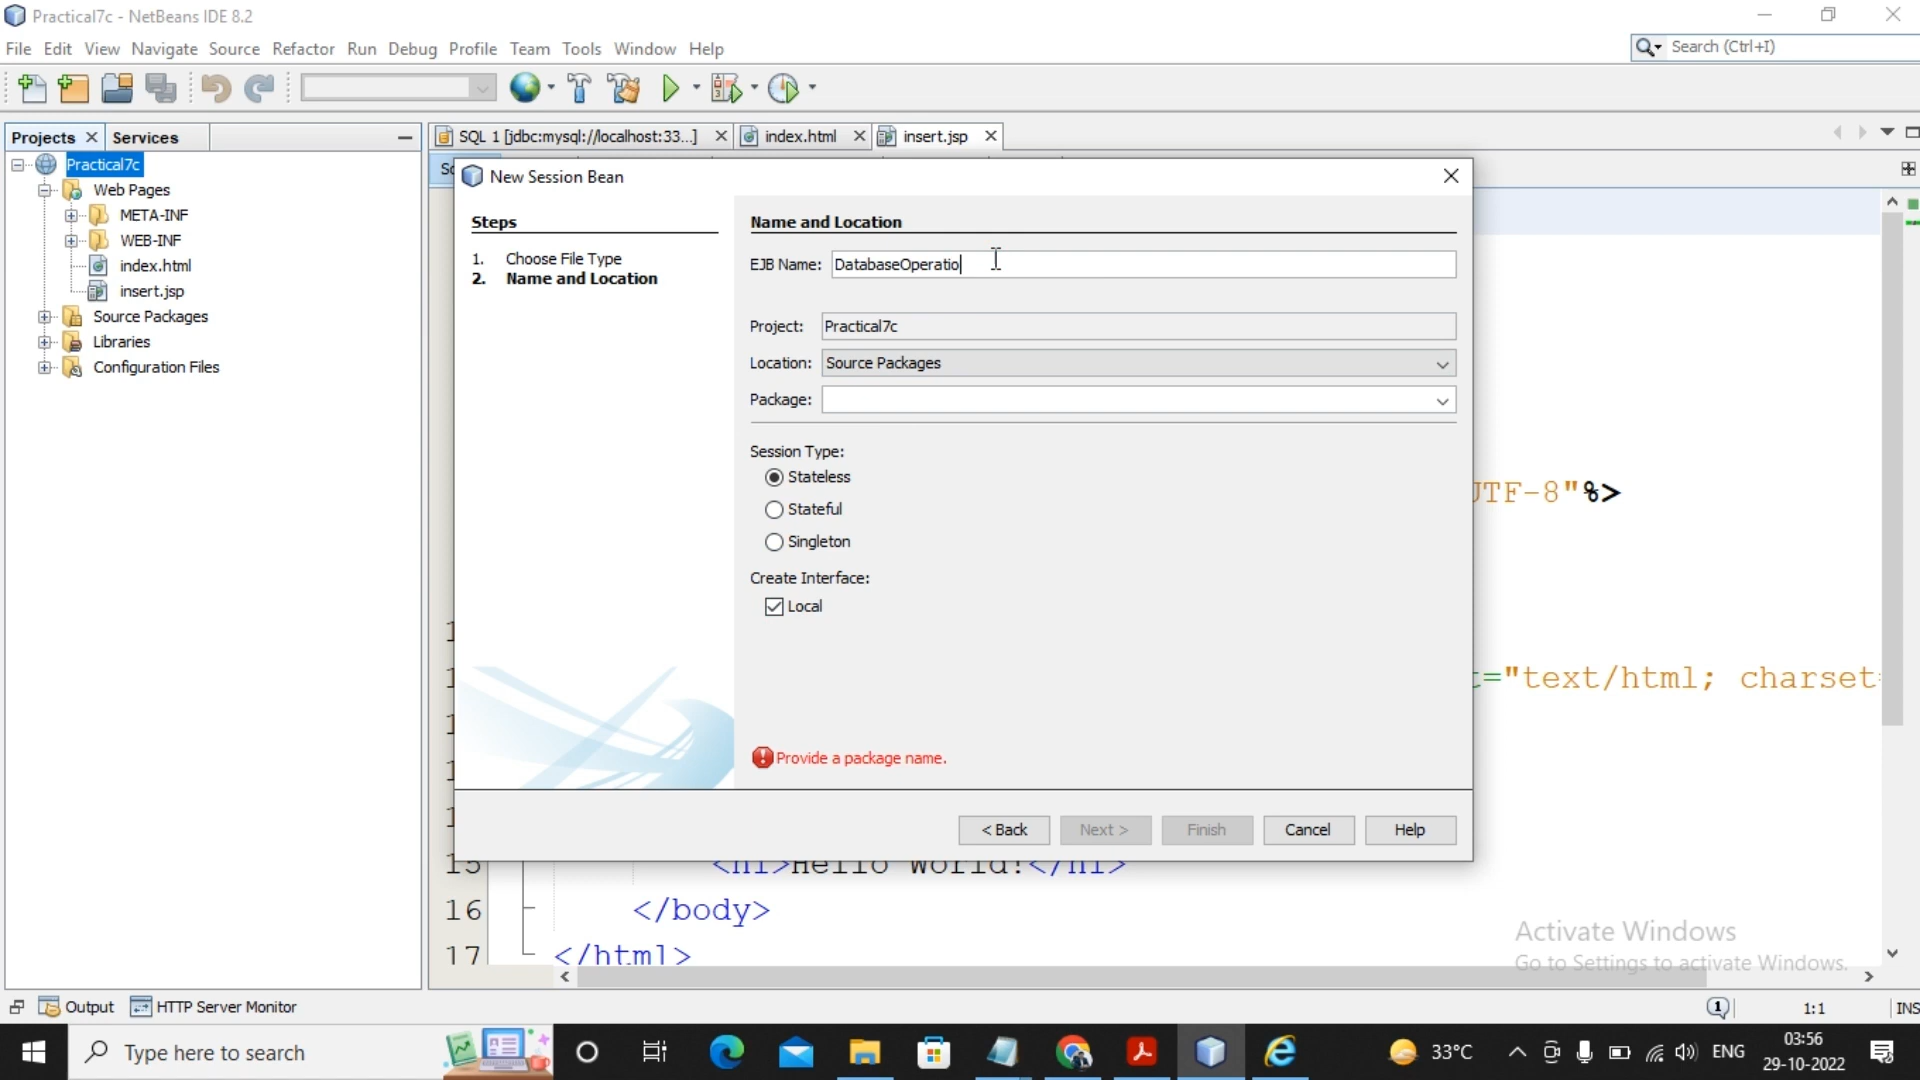 Practical7c - NetBeans IDE 8.2
File Edit View Navigate Source Refactor Run Debug Profile Team Tools Window Help
Search (Ctrl+I)
Projects Services
SQL 1 [jdbc:mysql://localhost:33...] index.html insert.jsp
Practical7c
Web Pages
META-INF
WEB-INF
index.html
insert.jsp
Source Packages
Libraries
Configuration Files
New Session Bean
Steps
1. Choose File Type
2. Name and Location
Name and Location
EJB Name: DatabaseOperatio
Project: Practical7c
Location: Source Packages
Package:
Session Type:
Stateless
Stateful
Singleton
Create Interface:
Local
Provide a package name.
< Back Next > Finish Cancel Help
UTF-8"%>
t="text/html; charset=
15 <h1>Hello World!</h1>
16 </body>
17 </html>
Activate Windows
Go to Settings to activate Windows.
Output HTTP Server Monitor
1 1:1 INS
Type here to search
33°C
ENG
03:56
29-10-2022